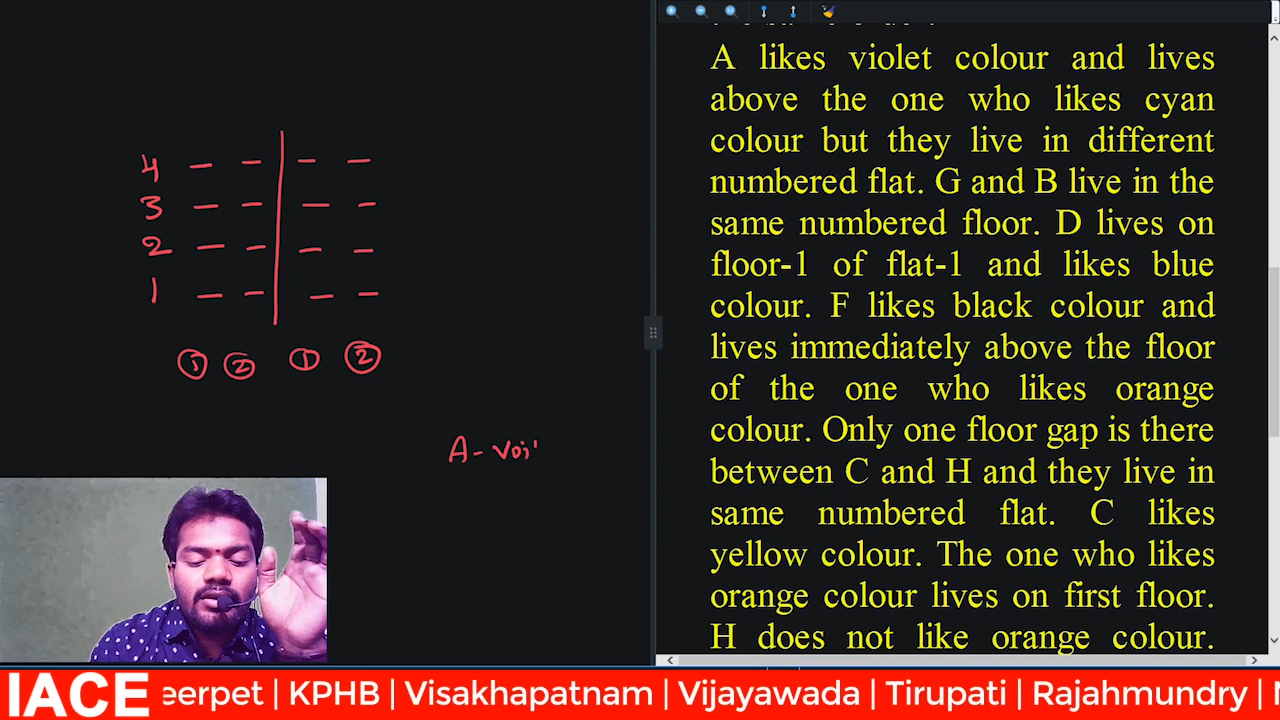 A likes violet colour and lives
above the one who likes cyan
colour but they live in different
numbered flat. G and B live in the
same numbered floor. D lives on
floor-1 of flat-1 and likes blue
colour. F likes black colour and
lives immediately above the floor
of the one who likes orange
colour. Only one floor gap is there
between C and H and they live in
same numbered flat. C likes
yellow colour. The one who likes
orange colour lives on first floor.
H does not like orange colour.
4
3
2
1
1 2 1 2
A - Voi
IACE eerpet | KPHB | Visakhapatnam | Vijayawada | Tirupati | Rajahmundry |